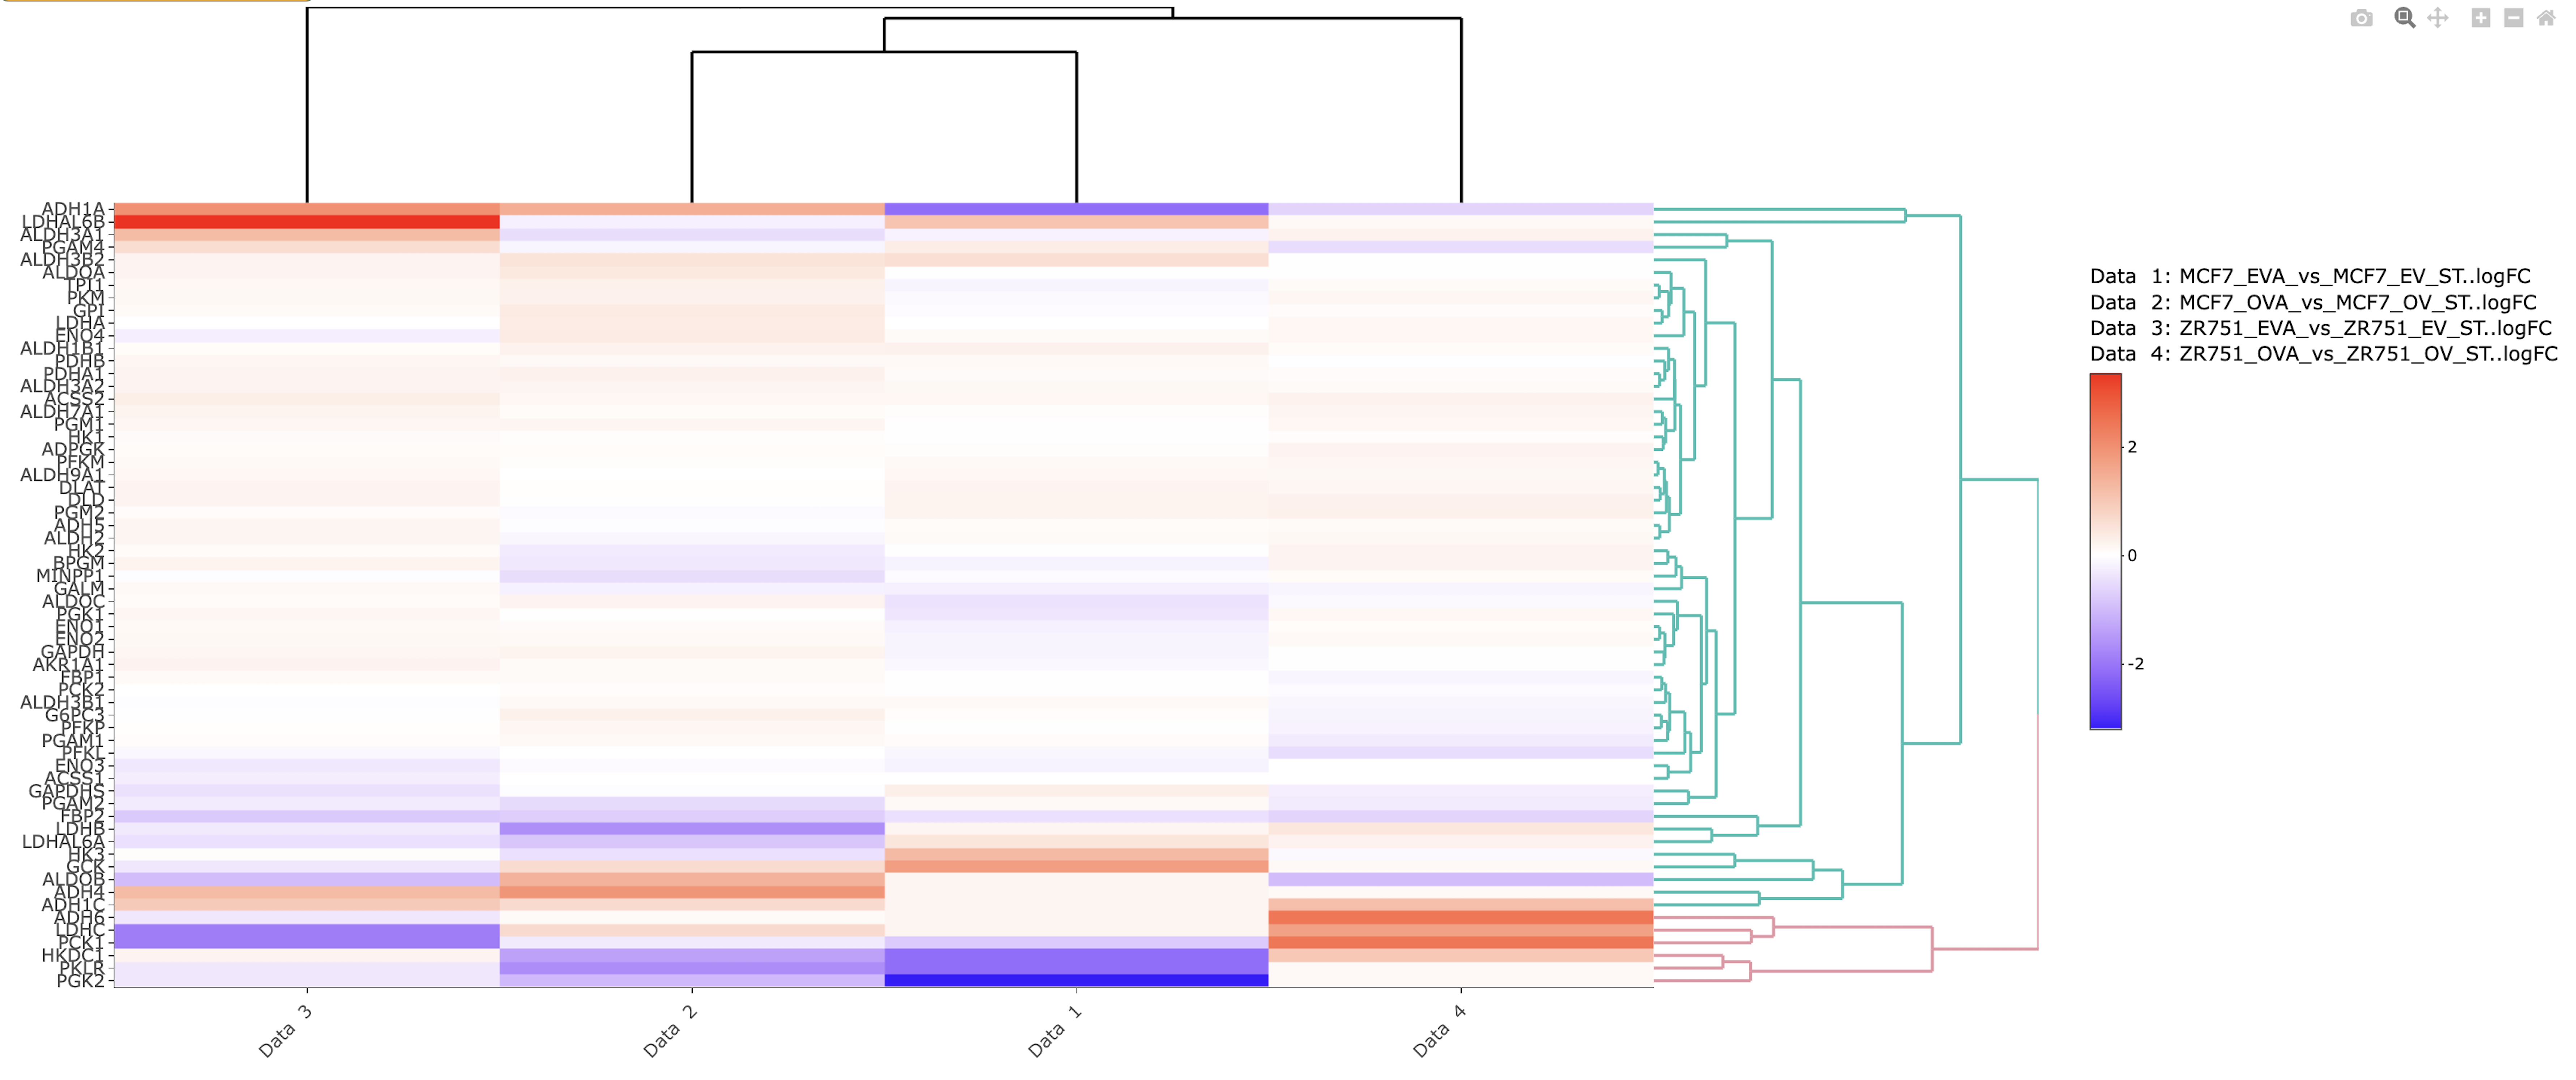 ADH1A
LDHAL6B
ALDH3A1
PGAM4
ALDH3B2
ALDOA
TPI1
PKM
GPI
LDHA
ENO4
ALDH1B1
PDHB
PDHA1
ALDH3A2
ACSS2
ALDH7A1
PGM1
HK1
ADPGK
PFKM
ALDH9A1
DLAT
DLD
PGM2
ADH5
ALDH2
HK2
BPGM
MINPP1
GALM
ALDOC
PGK1
ENO1
ENO2
GAPDH
AKR1A1
FBP1
PCK2
ALDH3B1
G6PC3
PFKP
PGAM1
PFKL
ENO3
ACSS1
GAPDHS
PGAM2
FBP2
LDHB
LDHAL6A
HK3
GCK
ALDOB
ADH4
ADH1C
ADH6
LDHC
PCK1
HKDC1
PKLR
PGK2
Data 3
Data 2
Data 1
Data 4
Data 1: MCF7_EVA_vs_MCF7_EV_ST..logFC
Data 2: MCF7_OVA_vs_MCF7_OV_ST..logFC
Data 3: ZR751_EVA_vs_ZR751_EV_ST..logFC
Data 4: ZR751_OVA_vs_ZR751_OV_ST..logFC
2
0
-2